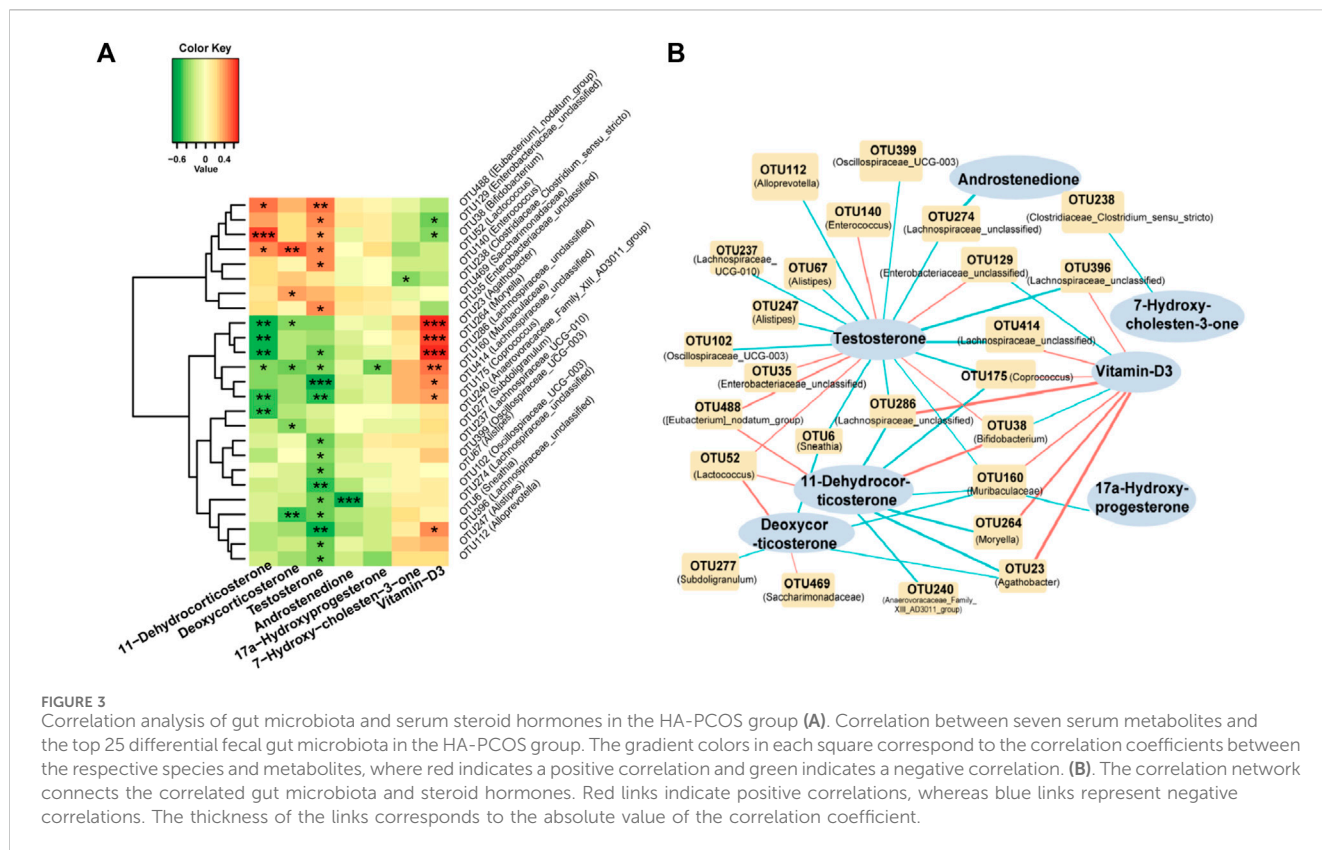 A
Color Key
−0.6 0 0.4
Value
OTU488 ([Eubacterium]_nodatum_group)
OTU129 (Enterobacteriaceae_unclassified)
OTU38 (Bifidobacterium)
OTU52 (Lactococcus)
OTU140 (Enterococcus)
OTU238 (Clostridiaceae_Clostridium_sensu_stricto)
OTU469 (Saccharimonadaceae)
OTU35 (Enterobacteriaceae_unclassified)
OTU23 (Agathobacter)
OTU264 (Moryella)
OTU286 (Lachnospiraceae_unclassified)
OTU160 (Muribaculaceae)
OTU414 (Lachnospiraceae_unclassified)
OTU175 (Coprococcus)
OTU240 (Anaerovoracaceae_Family_XIII_AD3011_group)
OTU277 (Subdoligranulum)
OTU237 (Lachnospiraceae_UCG-010)
OTU399 (Oscillospiraceae_UCG-003)
OTU67 (Alistipes)
OTU102 (Oscillospiraceae_UCG-003)
OTU274 (Lachnospiraceae_unclassified)
OTU6 (Sneathia)
OTU396 (Lachnospiraceae_unclassified)
OTU247 (Alistipes)
OTU112 (Alloprevotella)
* **
* *
*** * *
* ** *
*
*
*
*
** * ***
** ***
** * ***
* * * * **
*** *
** ** *
**
*
*
*
*
**
* ***
** *
** *
*
*
11−Dehydrocorticosterone
Deoxycorticosterone
Testosterone
Androstenedione
17a−Hydroxyprogesterone
7−Hydroxy−cholesten−3−one
Vitamin−D3
B
OTU399
(Oscillospiraceae_UCG-003)
OTU112
(Alloprevotella)
Androstenedione
OTU238
(Clostridiaceae_Clostridium_sensu_stricto)
OTU140
(Enterococcus)
OTU274
(Lachnospiraceae_unclassified)
OTU237
(Lachnospiraceae_
UCG-010)
OTU67
(Alistipes)
OTU129
(Enterobacteriaceae_unclassified)
OTU396
(Lachnospiraceae_unclassified)
OTU247
(Alistipes)
7-Hydroxy-
cholesten-3-one
Testosterone
OTU414
(Lachnospiraceae_unclassified)
OTU102
(Oscillospiraceae_UCG-003)
OTU35
(Enterobacteriaceae_unclassified)
OTU175 (Coprococcus)
Vitamin-D3
OTU488
([Eubacterium]_nodatum_group)
OTU286
(Lachnospiraceae_unclassified)
OTU38
(Bifidobacterium)
OTU6
(Sneathia)
OTU52
(Lactococcus)
11-Dehydrocor-
ticosterone
OTU160
(Muribaculaceae)
17a-Hydroxy-
progesterone
Deoxycor
-ticosterone
OTU264
(Moryella)
OTU277
(Subdoligranulum)
OTU469
(Saccharimonadaceae)
OTU240
(Anaerovoracaceae_Family_
XIII_AD3011_group)
OTU23
(Agathobacter)
FIGURE 3
Correlation analysis of gut microbiota and serum steroid hormones in the HA-PCOS group (A). Correlation between seven serum metabolites and
the top 25 differential fecal gut microbiota in the HA-PCOS group. The gradient colors in each square correspond to the correlation coefficients between
the respective species and metabolites, where red indicates a positive correlation and green indicates a negative correlation. (B). The correlation network
connects the correlated gut microbiota and steroid hormones. Red links indicate positive correlations, whereas blue links represent negative
correlations. The thickness of the links corresponds to the absolute value of the correlation coefficient.